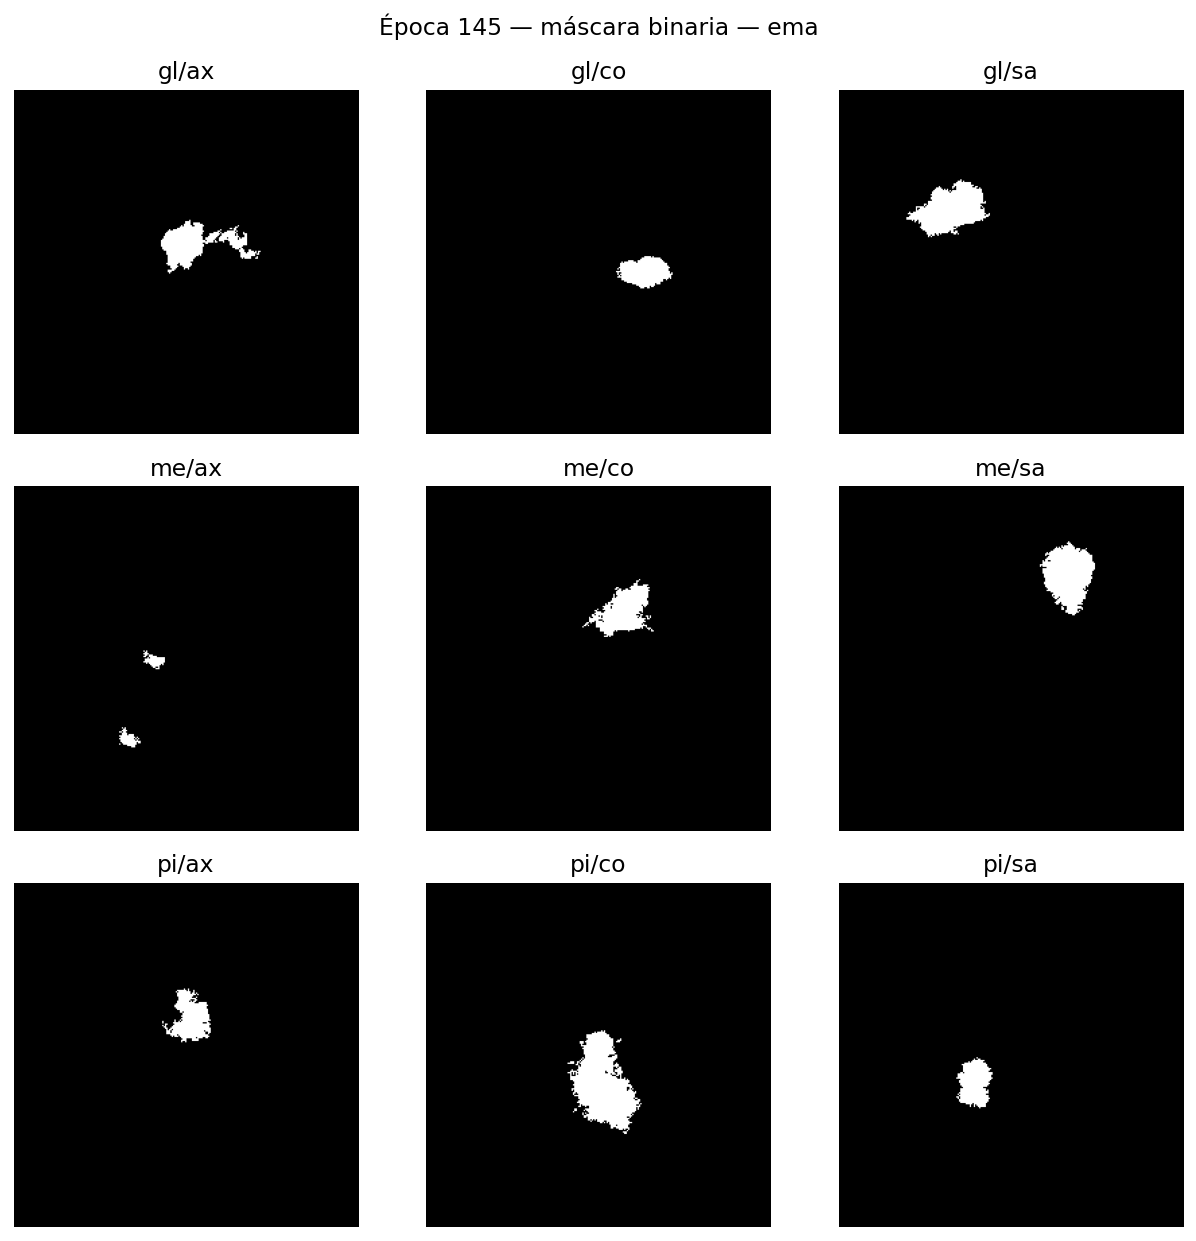 Época 145 — máscara binaria — ema
gl/ax
gl/co
gl/sa
me/ax
me/co
me/sa
pi/ax
pi/co
pi/sa